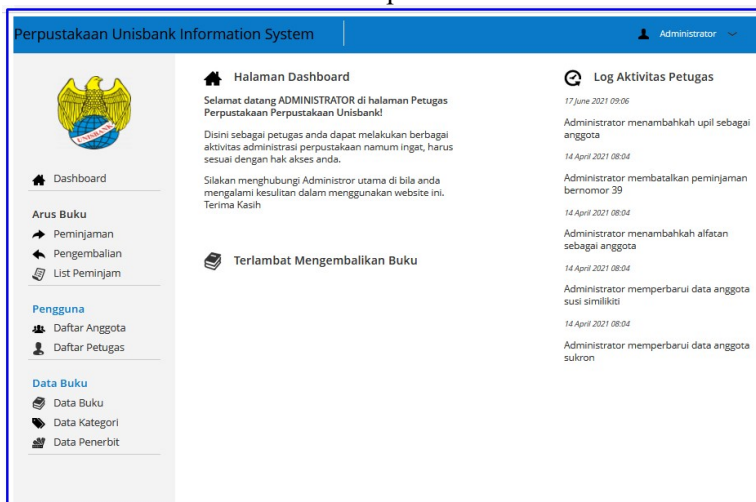 Perpustakaan Unisbank Information System
Administrator
UNISBANK
Dashboard
Arus Buku
Peminjaman
Pengembalian
List Peminjam
Pengguna
Daftar Anggota
Daftar Petugas
Data Buku
Data Buku
Data Kategori
Data Penerbit
Halaman Dashboard
Selamat datang ADMINISTRATOR di halaman Petugas
Perpustakaan Perpustakaan Unisbank!
Disini sebagai petugas anda dapat melakukan berbagai
aktivitas administrasi perpustakaan namum ingat, harus
sesuai dengan hak akses anda.
Silakan menghubungi Administror utama di bila anda
mengalami kesulitan dalam menggunakan website ini.
Terima Kasih
Terlambat Mengembalikan Buku
Log Aktivitas Petugas
17 June 2021 09:06
Administrator menambahkah upil sebagai
anggota
14 April 2021 08:04
Administrator membatalkan peminjaman
bernomor 39
14 April 2021 08:04
Administrator menambahkah alfatan
sebagai anggota
14 April 2021 08:04
Administrator memperbarui data anggota
susi similikiti
14 April 2021 08:04
Administrator memperbarui data anggota
sukron